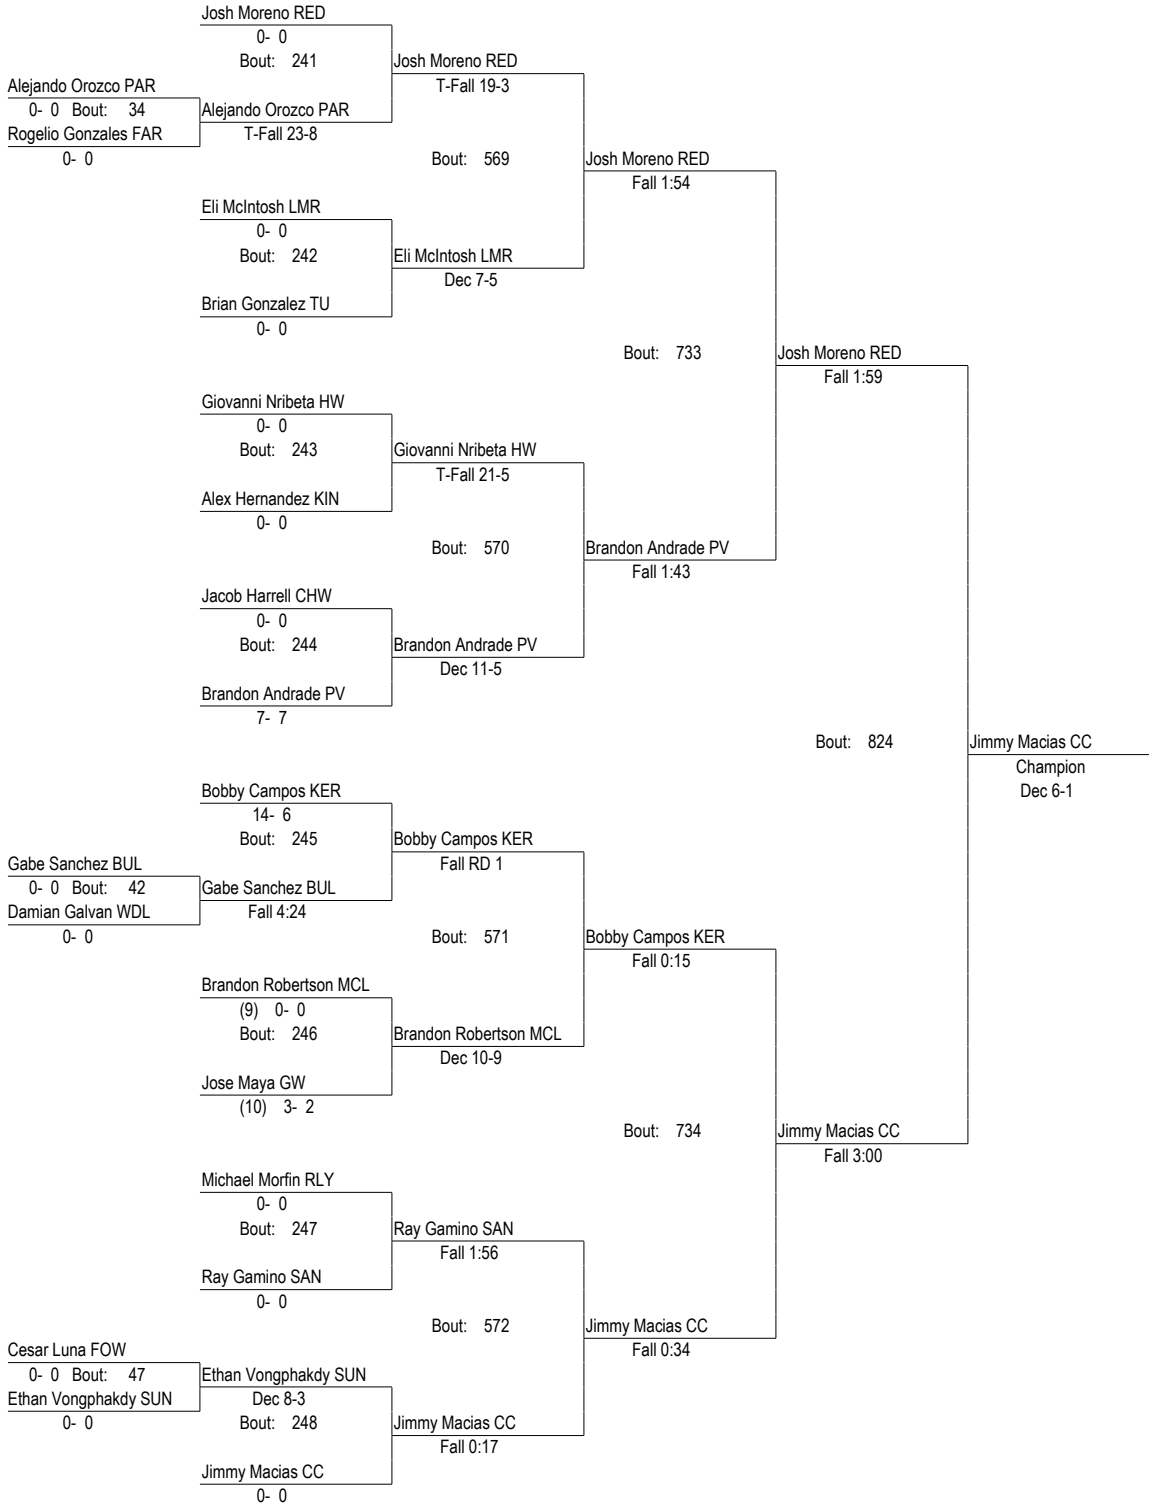 Josh Moreno RED
0- 0
Bout: 241
Josh Moreno RED
T-Fall 19-3
Alejando Orozco PAR
0- 0 Bout: 34
Rogelio Gonzales FAR
0- 0
Alejando Orozco PAR
T-Fall 23-8
Bout: 569
Josh Moreno RED
Fall 1:54
Eli McIntosh LMR
0- 0
Bout: 242
Eli McIntosh LMR
Dec 7-5
Brian Gonzalez TU
0- 0
Bout: 733
Josh Moreno RED
Fall 1:59
Giovanni Nribeta HW
0- 0
Bout: 243
Giovanni Nribeta HW
T-Fall 21-5
Alex Hernandez KIN
0- 0
Bout: 570
Brandon Andrade PV
Fall 1:43
Jacob Harrell CHW
0- 0
Bout: 244
Brandon Andrade PV
Dec 11-5
Brandon Andrade PV
7- 7
Bout: 824
Jimmy Macias CC
Champion
Dec 6-1
Bobby Campos KER
14- 6
Bout: 245
Bobby Campos KER
Fall RD 1
Gabe Sanchez BUL
0- 0 Bout: 42
Damian Galvan WDL
0- 0
Gabe Sanchez BUL
Fall 4:24
Bout: 571
Bobby Campos KER
Fall 0:15
Brandon Robertson MCL
(9) 0- 0
Bout: 246
Brandon Robertson MCL
Dec 10-9
Jose Maya GW
(10) 3- 2
Bout: 734
Jimmy Macias CC
Fall 3:00
Michael Morfin RLY
0- 0
Bout: 247
Ray Gamino SAN
Fall 1:56
Ray Gamino SAN
0- 0
Bout: 572
Jimmy Macias CC
Fall 0:34
Cesar Luna FOW
0- 0 Bout: 47
Ethan Vongphakdy SUN
0- 0
Ethan Vongphakdy SUN
Dec 8-3
Bout: 248
Jimmy Macias CC
Fall 0:17
Jimmy Macias CC
0- 0